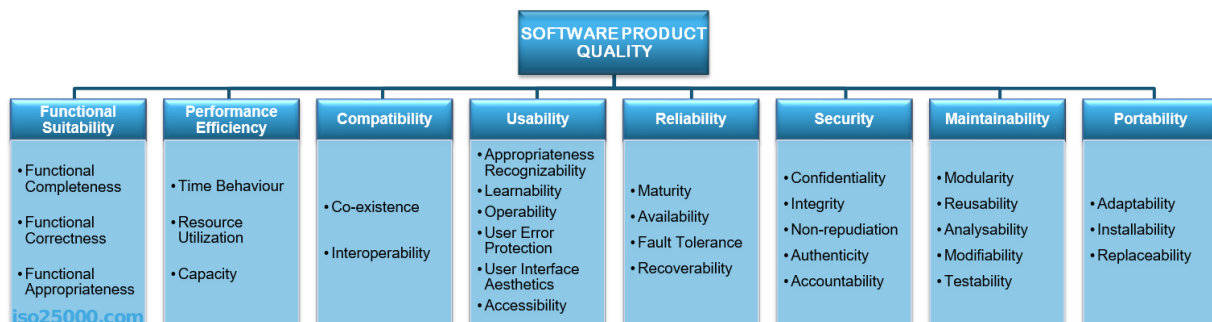 SOFTWARE PRODUCT
QUALITY
Functional
Suitability
• Functional
Completeness
• Functional
Correctness
• Functional
Appropriateness
Performance
Efficiency
• Time Behaviour
• Resource
Utilization
• Capacity
Compatibility
• Co-existence
• Interoperability
Usability
• Appropriateness
Recognizability
• Learnability
• Operability
• User Error
Protection
• User Interface
Aesthetics
• Accessibility
Reliability
• Maturity
• Availability
• Fault Tolerance
• Recoverability
Security
• Confidentiality
• Integrity
• Non-repudiation
• Authenticity
• Accountability
Maintainability
• Modularity
• Reusability
• Analysability
• Modifiability
• Testability
Portability
• Adaptability
• Installability
• Replaceability
iso25000.com